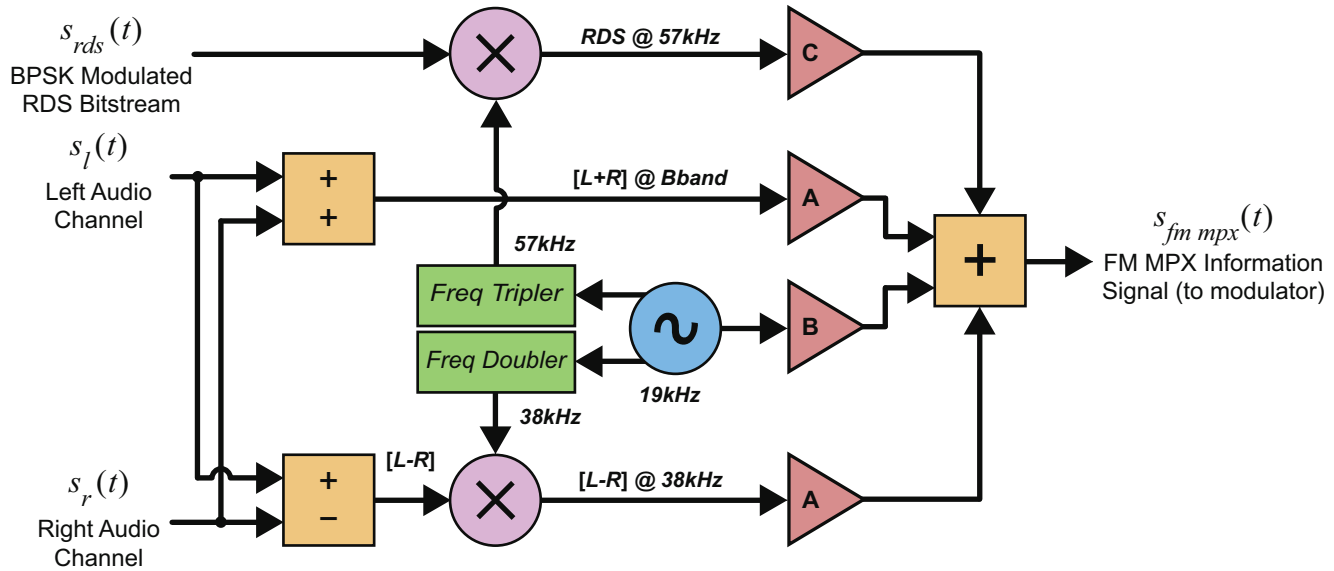 s_rds(t)
BPSK Modulated
RDS Bitstream
RDS @ 57kHz
C
s_l(t)
Left Audio
Channel
+
+
[L+R] @ Bband
A
57kHz
Freq Tripler
Freq Doubler
19kHz
B
38kHz
+
s_fm mpx(t)
FM MPX Information
Signal (to modulator)
s_r(t)
Right Audio
Channel
+
−
[L-R]
[L-R] @ 38kHz
A